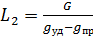 L₂ = G / (g_уд − g_пр)